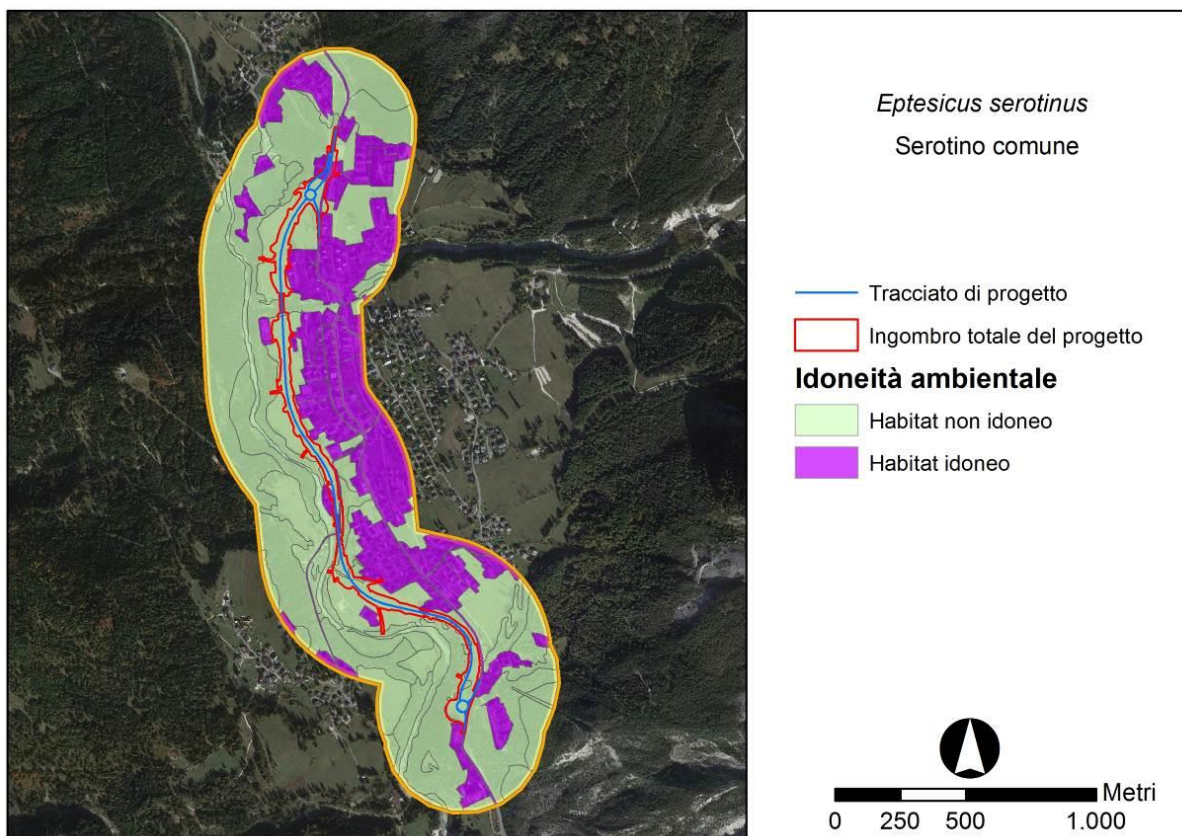 Eptesicus serotinus
Serotino comune
Tracciato di progetto
Ingombro totale del progetto
Idoneità ambientale
Habitat non idoneo
Habitat idoneo
Metri
0 250 500 1.000